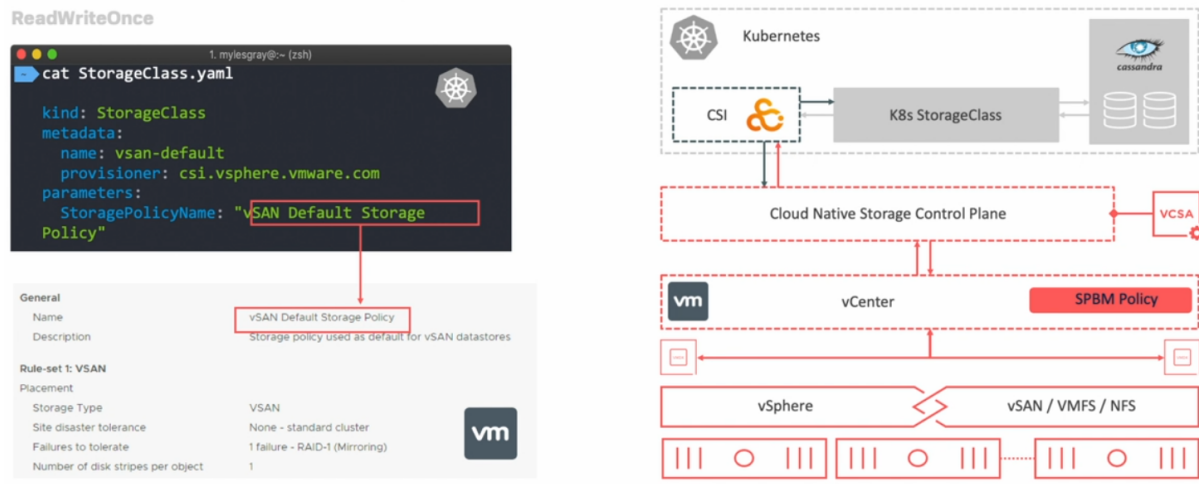 ReadWriteOnce
1. mylesgray@:~ (zsh)
~ cat StorageClass.yaml
kind: StorageClass
metadata:
name: vsan-default
provisioner: csi.vsphere.vmware.com
parameters:
StoragePolicyName: "vSAN Default Storage
Policy"
General
Name vSAN Default Storage Policy
Description Storage policy used as default for vSAN datastores
Rule-set 1: VSAN
Placement
Storage Type VSAN
Site disaster tolerance None - standard cluster
Failures to tolerate 1 failure - RAID-1 (Mirroring)
Number of disk stripes per object 1
vm
Kubernetes
cassandra
CSI
K8s StorageClass
Cloud Native Storage Control Plane
VCSA
vm
vCenter
SPBM Policy
vSphere
vSAN / VMFS / NFS